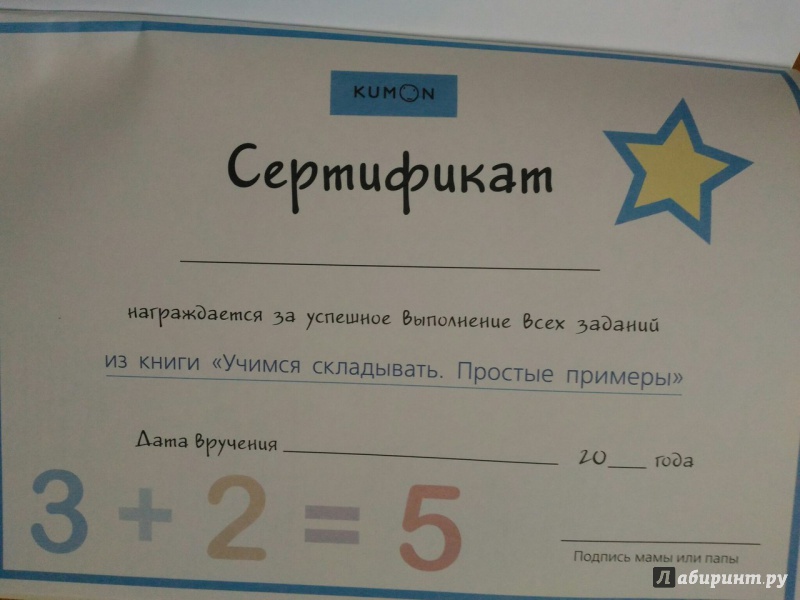 KUMON
Сертификат
награждается за успешное выполнение всех заданий
из книги «Учимся складывать. Простые примеры»
Дата вручения 20 года
3 + 2 = 5
Подпись мамы или папы
Лабиринт.ру